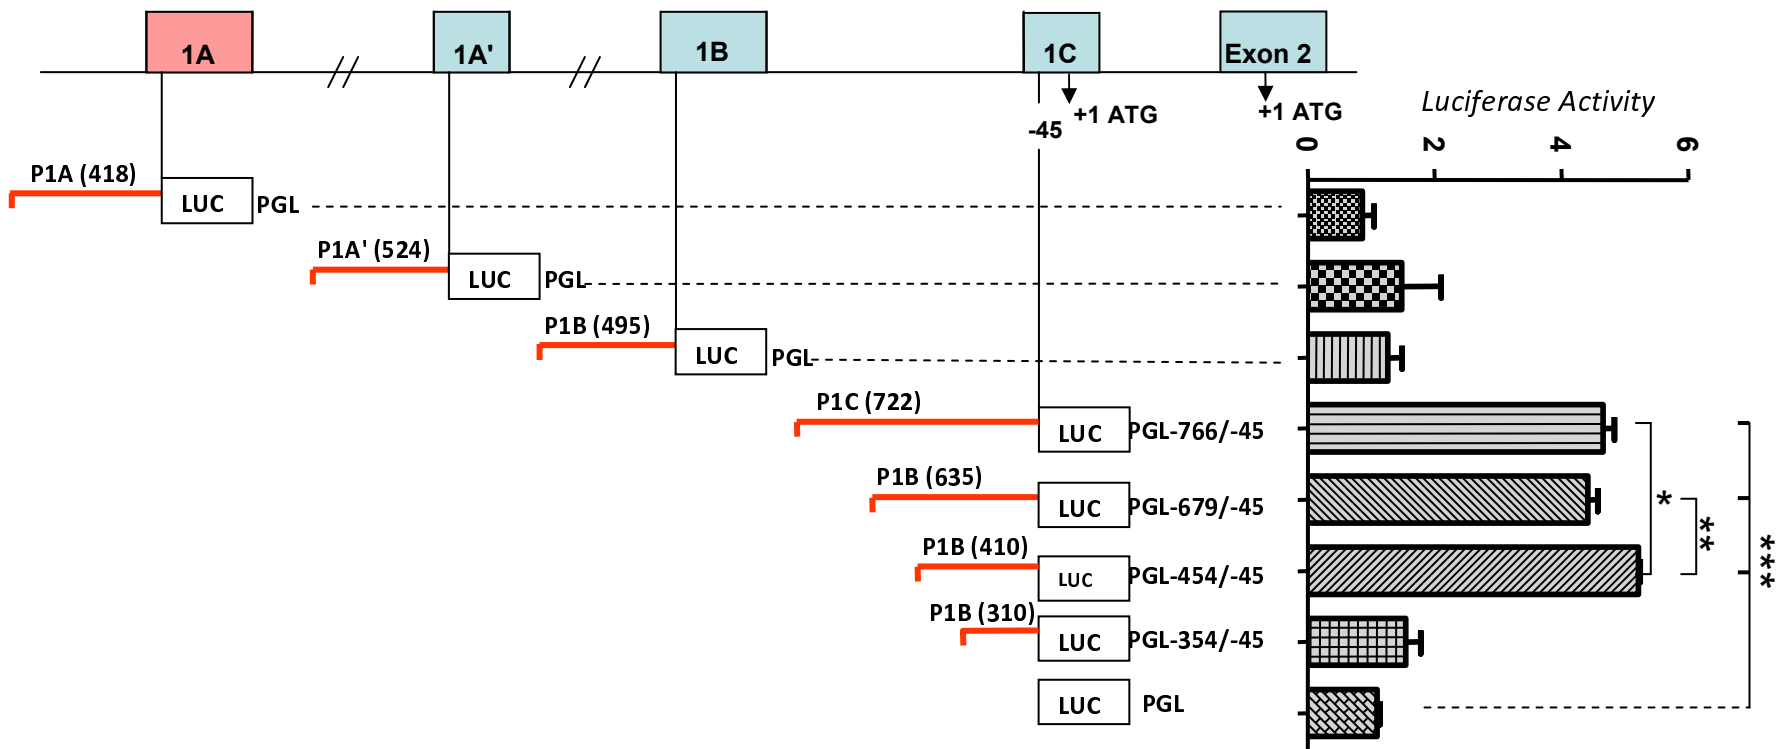 1A
1A'
1B
1C
Exon 2
+1 ATG
+1 ATG
-45
Luciferase Activity
0 2 4 6
P1A (418)
LUC PGL
P1A' (524)
LUC PGL
P1B (495)
LUC PGL
P1C (722)
LUC PGL-766/-45
P1B (635)
LUC PGL-679/-45
P1B (410)
LUC PGL-454/-45
P1B (310)
LUC PGL-354/-45
LUC PGL
*
**
***